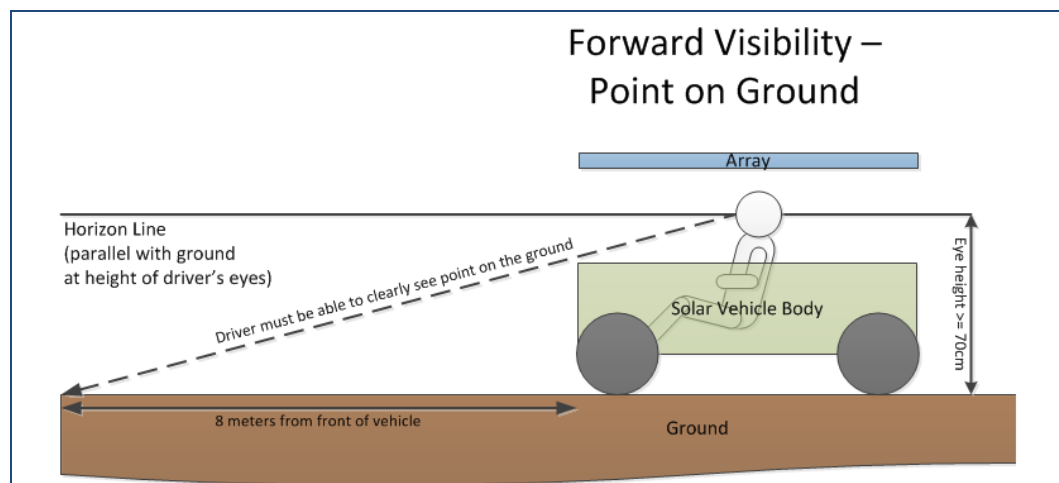 Forward Visibility –
Point on Ground
Array
Horizon Line
(parallel with ground
at height of driver's eyes)
Driver must be able to clearly see point on the ground
Solar Vehicle Body
Eye height >= 70cm
8 meters from front of vehicle
Ground